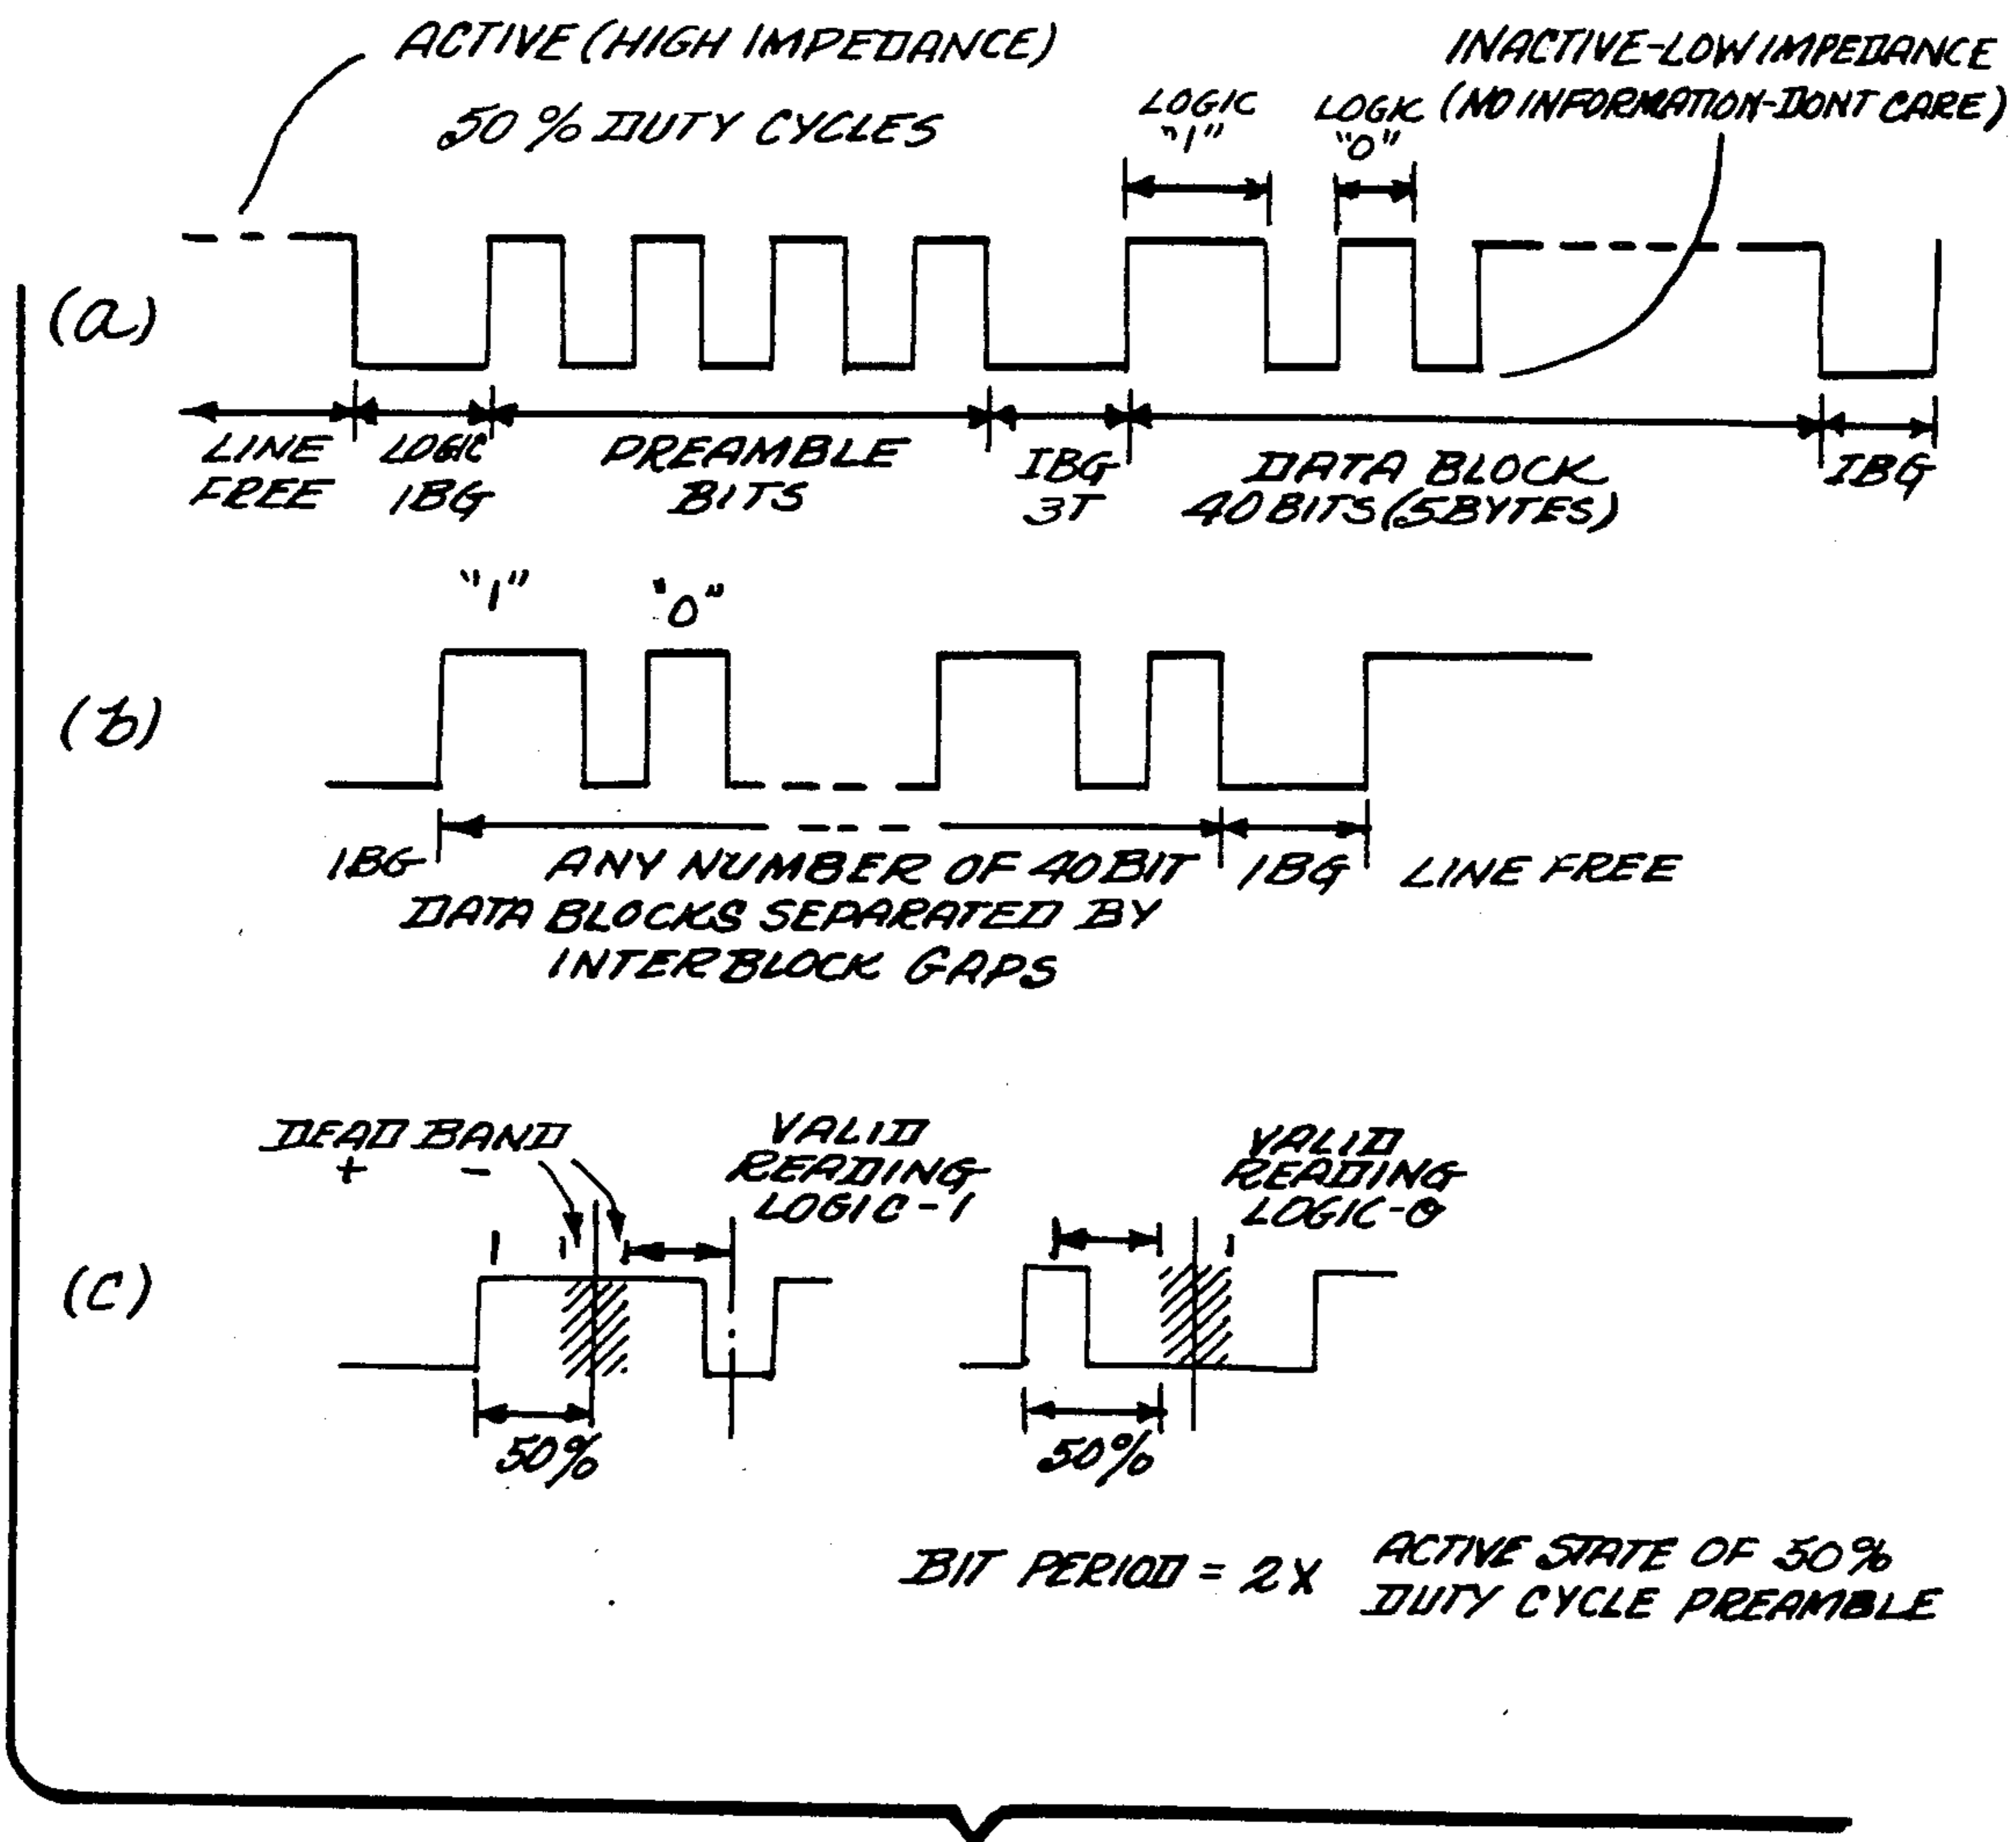 ACTIVE (HIGH IMPEDANCE)
50 % DUTY CYCLES
LOGIC
"1"
LOGIC
"0"
INACTIVE-LOW IMPEDANCE
(NO INFORMATION-DONT CARE)
(a)
LINE
FREE
LOGIC
IBG
PREAMBLE
BITS
IBG
3T
DATA BLOCK
40 BITS (5 BYTES)
IBG
"1"
"0"
(b)
IBG
ANY NUMBER OF 40 BIT
DATA BLOCKS SEPARATED BY
INTERBLOCK GAPS
IBG
LINE FREE
DEAD BAND
+ -
VALID
READING
LOGIC-1
VALID
READING
LOGIC-0
(c)
50%
50%
BIT PERIOD = 2X
ACTIVE STATE OF 50%
DUTY CYCLE PREAMBLE